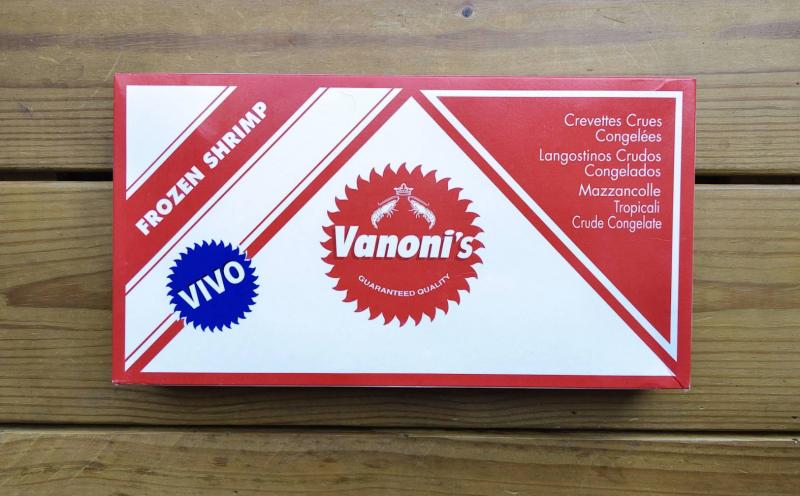 FROZEN SHRIMP
VIVO
Vanoni's
GUARANTEED QUALITY
Crevettes Crues
Congelées
Langostinos Crudos
Congelados
Mazzancolle
Tropicali
Crude Congelate